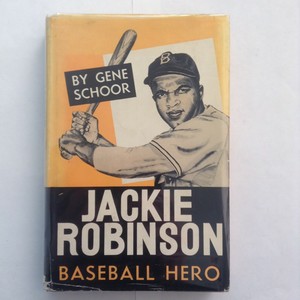 BY GENE
SCHOOR
B
JACKIE
ROBINSON
BASEBALL HERO